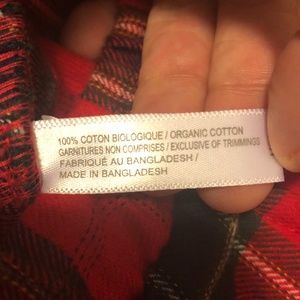 100% COTON BIOLOGIQUE / ORGANIC COTTON
GARNITURES NON COMPRISES / EXCLUSIVE OF TRIMMINGS
FABRIQUÉ AU BANGLADESH /
MADE IN BANGLADESH